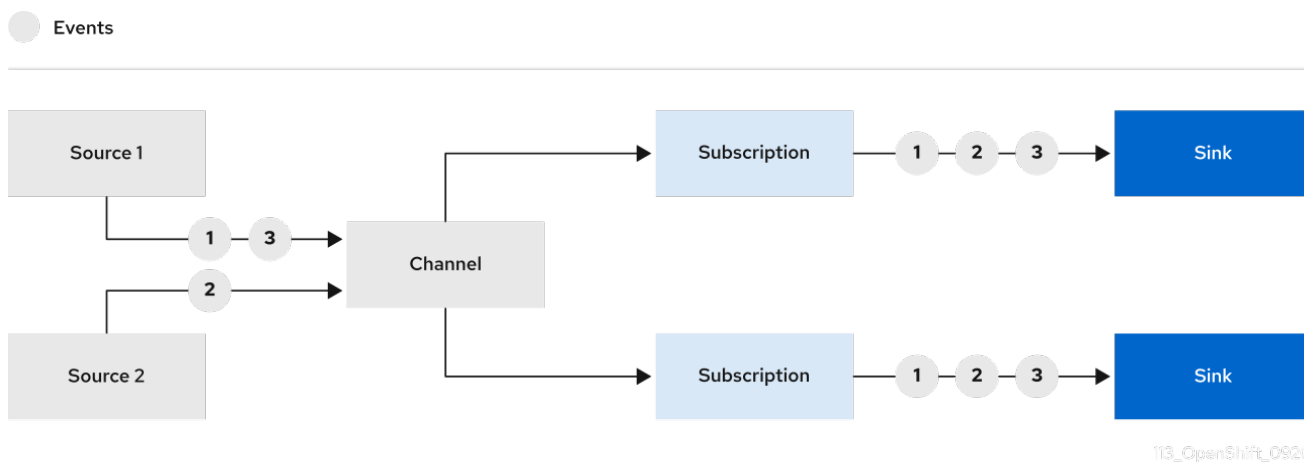 Events
Source 1
Subscription
1 2 3
Sink
1 3
Channel
2
Source 2
Subscription
1 2 3
Sink